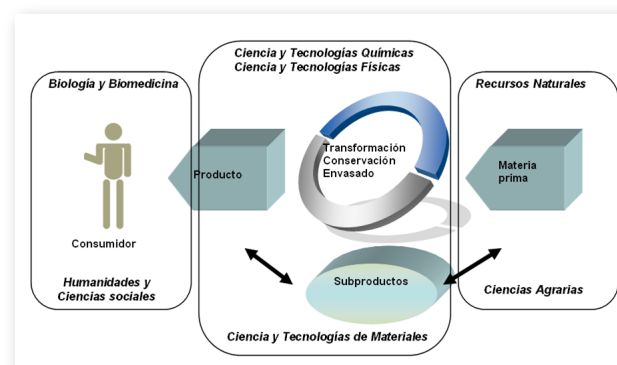 Ciencia y Tecnologías Químicas
Ciencia y Tecnologías Físicas
Biología y Biomedicina
Recursos Naturales
Transformación
Conservación
Envasado
Producto
Materia
prima
Consumidor
Subproductos
Humanidades y
Ciencias sociales
Ciencias Agrarias
Ciencia y Tecnologías de Materiales